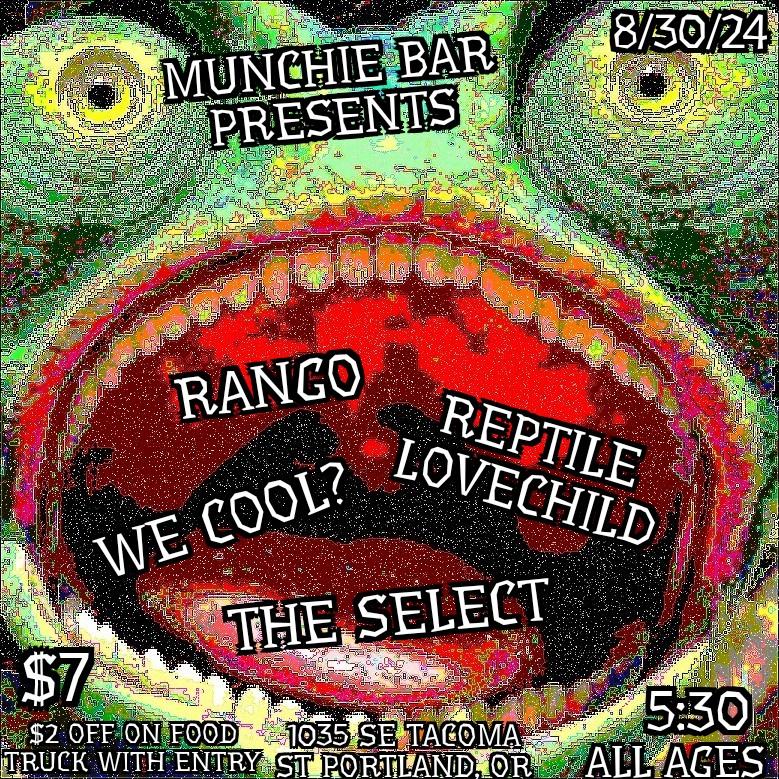 8/30/24
MUNCHIE BAR
PRESENTS
RANGO
REPTILE
LOVECHILD
WE COOL?
THE SELECT
$7
$2 OFF ON FOOD
TRUCK WITH ENTRY
1035 SE TACOMA
ST PORTLAND, OR
5:30
ALL AGES